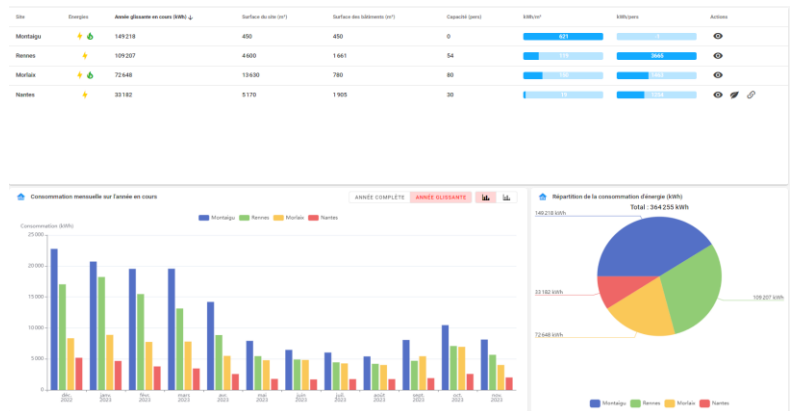 Site Energies Année glissante en cours (kWh) ↓ Surface du site (m²) Surface des bâtiments (m²) Capacité (pers) kWh/m² kWh/pers Actions
Montaigu 149 218 450 450 0 621
Rennes 109 207 4 600 1 661 54 3665
Morlaix 72 648 13 630 780 80
Nantes 33 182 5 170 1 905 30 19
Consommation mensuelle sur l'année en cours
ANNÉE COMPLÈTE ANNÉE GLISSANTE
Montaigu Rennes Morlaix Nantes
Consommation (kWh)
25 000
20 000
15 000
10 000
5 000
0
déc. 2022 janv. 2023 févr. 2023 mars 2023 avr. 2023 mai 2023 juin 2023 juil. 2023 août 2023 sept. 2023 oct. 2023 nov. 2023
Répartition de la consommation d'énergie (kWh)
Total : 364 255 kWh
149 218 kWh
33 182 kWh
109 207 kWh
72 648 kWh
Montaigu Rennes Morlaix Nantes